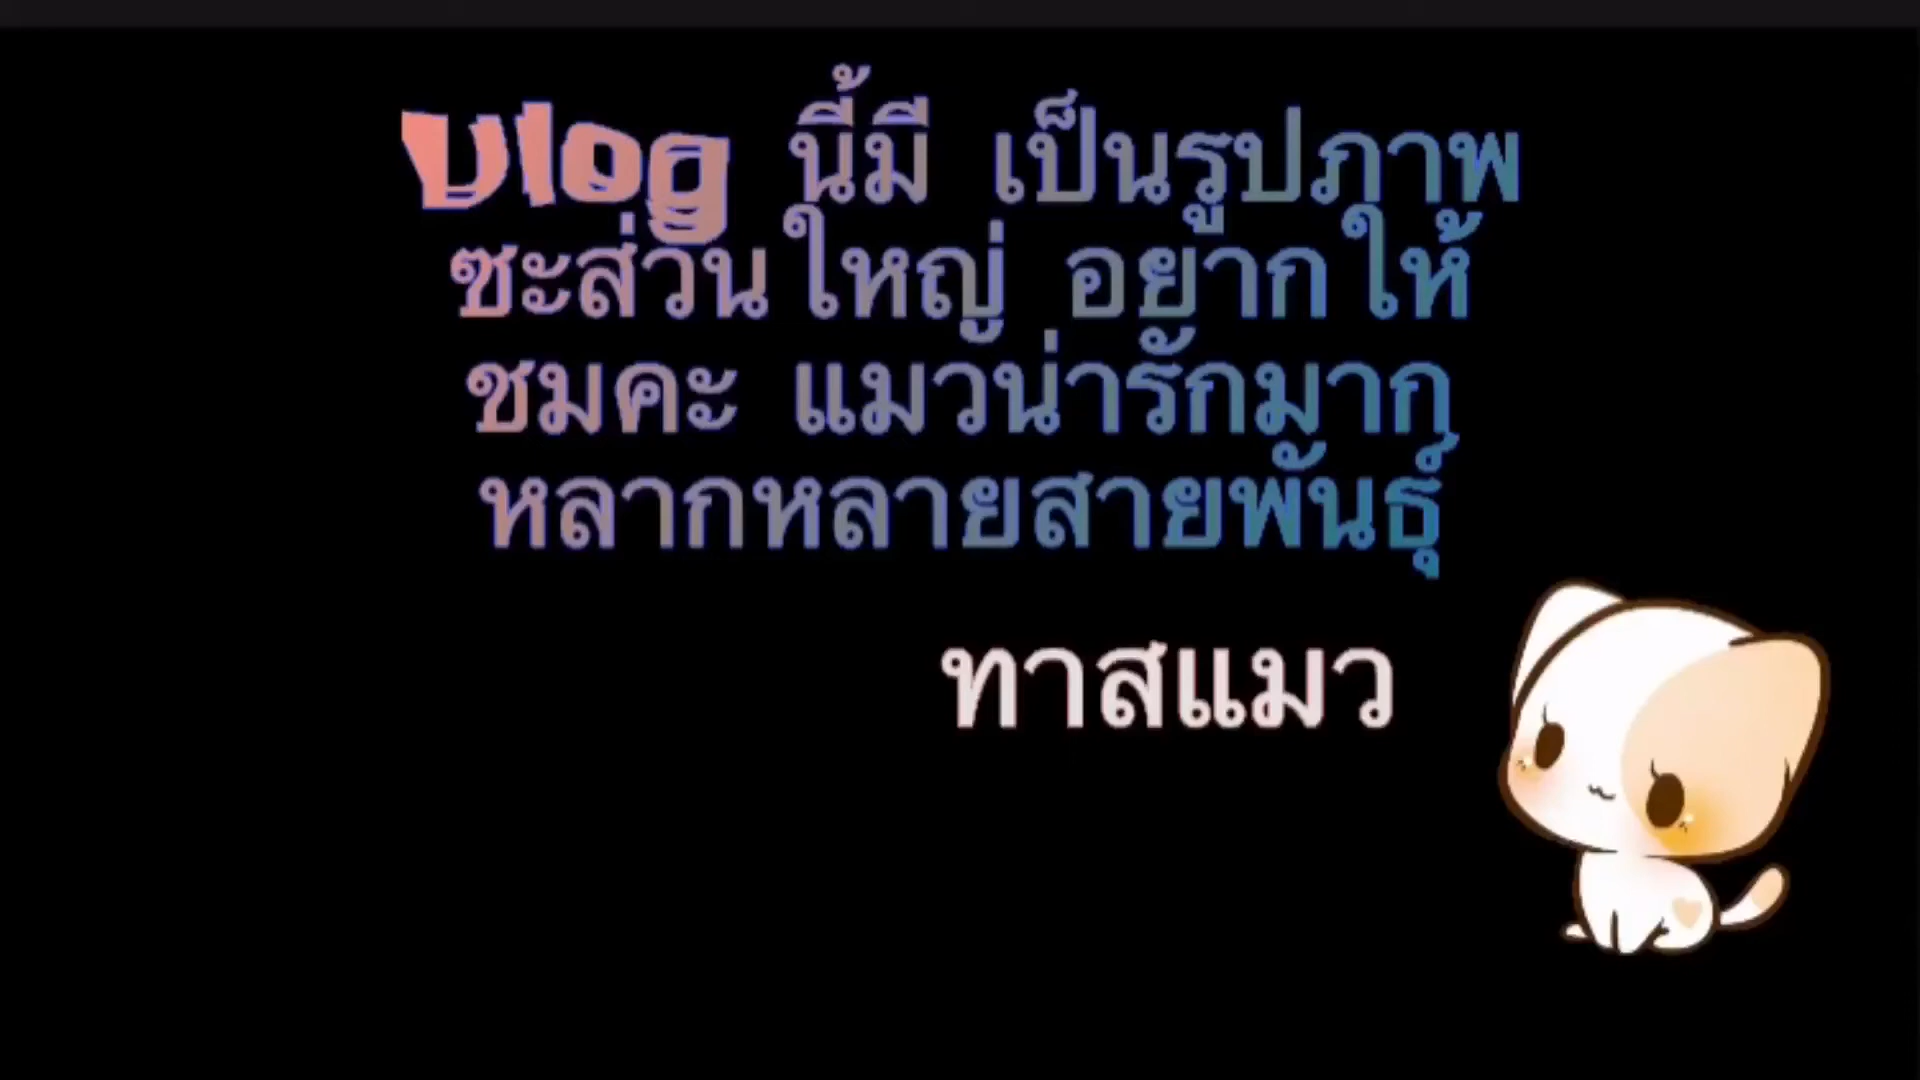 Vlog นี้มี เป็นรูปภาพ
ซะส่วนใหญ่ อยากให้
ชมคะ แมวน่ารักมาก
หลากหลายสายพันธุ์
ทาสแมว